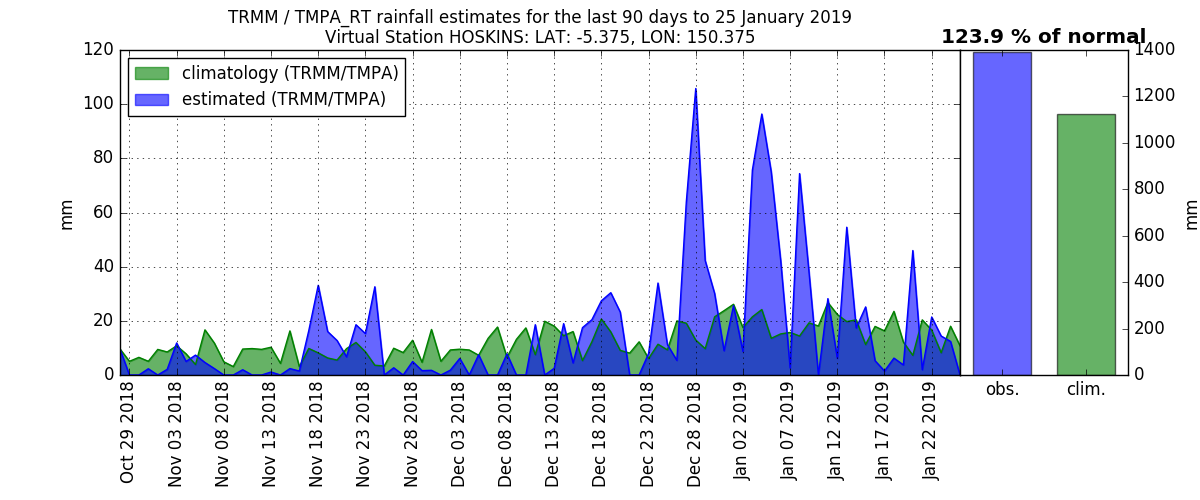 TRMM / TMPA_RT rainfall estimates for the last 90 days to 25 January 2019
Virtual Station HOSKINS: LAT: -5.375, LON: 150.375
123.9 % of normal
climatology (TRMM/TMPA)
estimated (TRMM/TMPA)
mm
120
100
80
60
40
20
0
Oct 29 2018
Nov 03 2018
Nov 08 2018
Nov 13 2018
Nov 18 2018
Nov 23 2018
Nov 28 2018
Dec 03 2018
Dec 08 2018
Dec 13 2018
Dec 18 2018
Dec 23 2018
Dec 28 2018
Jan 02 2019
Jan 07 2019
Jan 12 2019
Jan 17 2019
Jan 22 2019
1400
1200
1000
800
600
400
200
0
mm
obs.
clim.